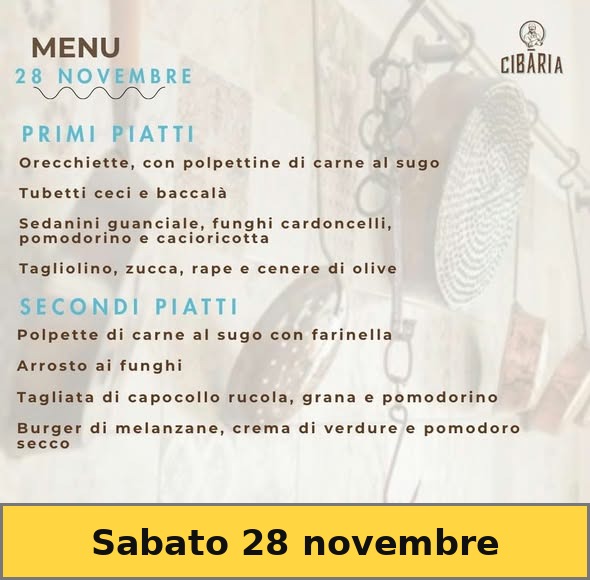 MENU
28 NOVEMBRE
CIBÀRIA
PRIMI PIATTI
Orecchiette, con polpettine di carne al sugo
Tubetti ceci e baccalà
Sedanini guanciale, funghi cardoncelli,
pomodorino e cacioricotta
Tagliolino, zucca, rape e cenere di olive
SECONDI PIATTI
Polpette di carne al sugo con farinella
Arrosto ai funghi
Tagliata di capocollo rucola, grana e pomodorino
Burger di melanzane, crema di verdure e pomodoro
secco
Sabato 28 novembre